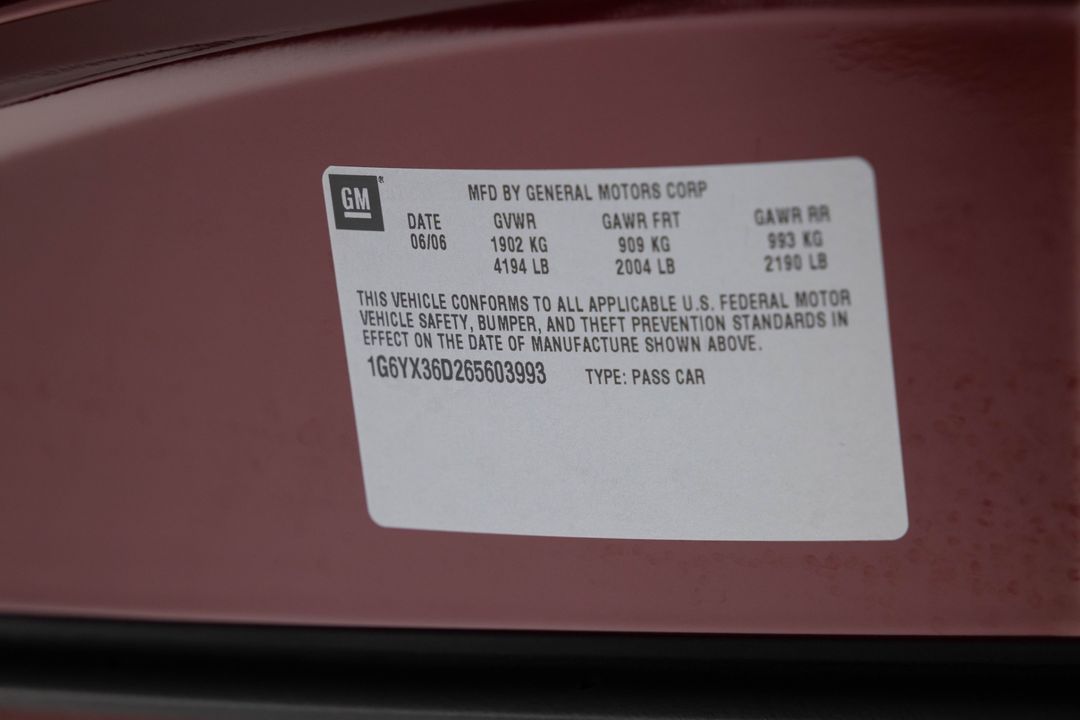 GM®
MFD BY GENERAL MOTORS CORP
DATE GVWR GAWR FRT GAWR RR
06/06 1902 KG 909 KG 993 KG
4194 LB 2004 LB 2190 LB
THIS VEHICLE CONFORMS TO ALL APPLICABLE U.S. FEDERAL MOTOR
VEHICLE SAFETY, BUMPER, AND THEFT PREVENTION STANDARDS IN
EFFECT ON THE DATE OF MANUFACTURE SHOWN ABOVE.
1G6YX36D265603993 TYPE: PASS CAR